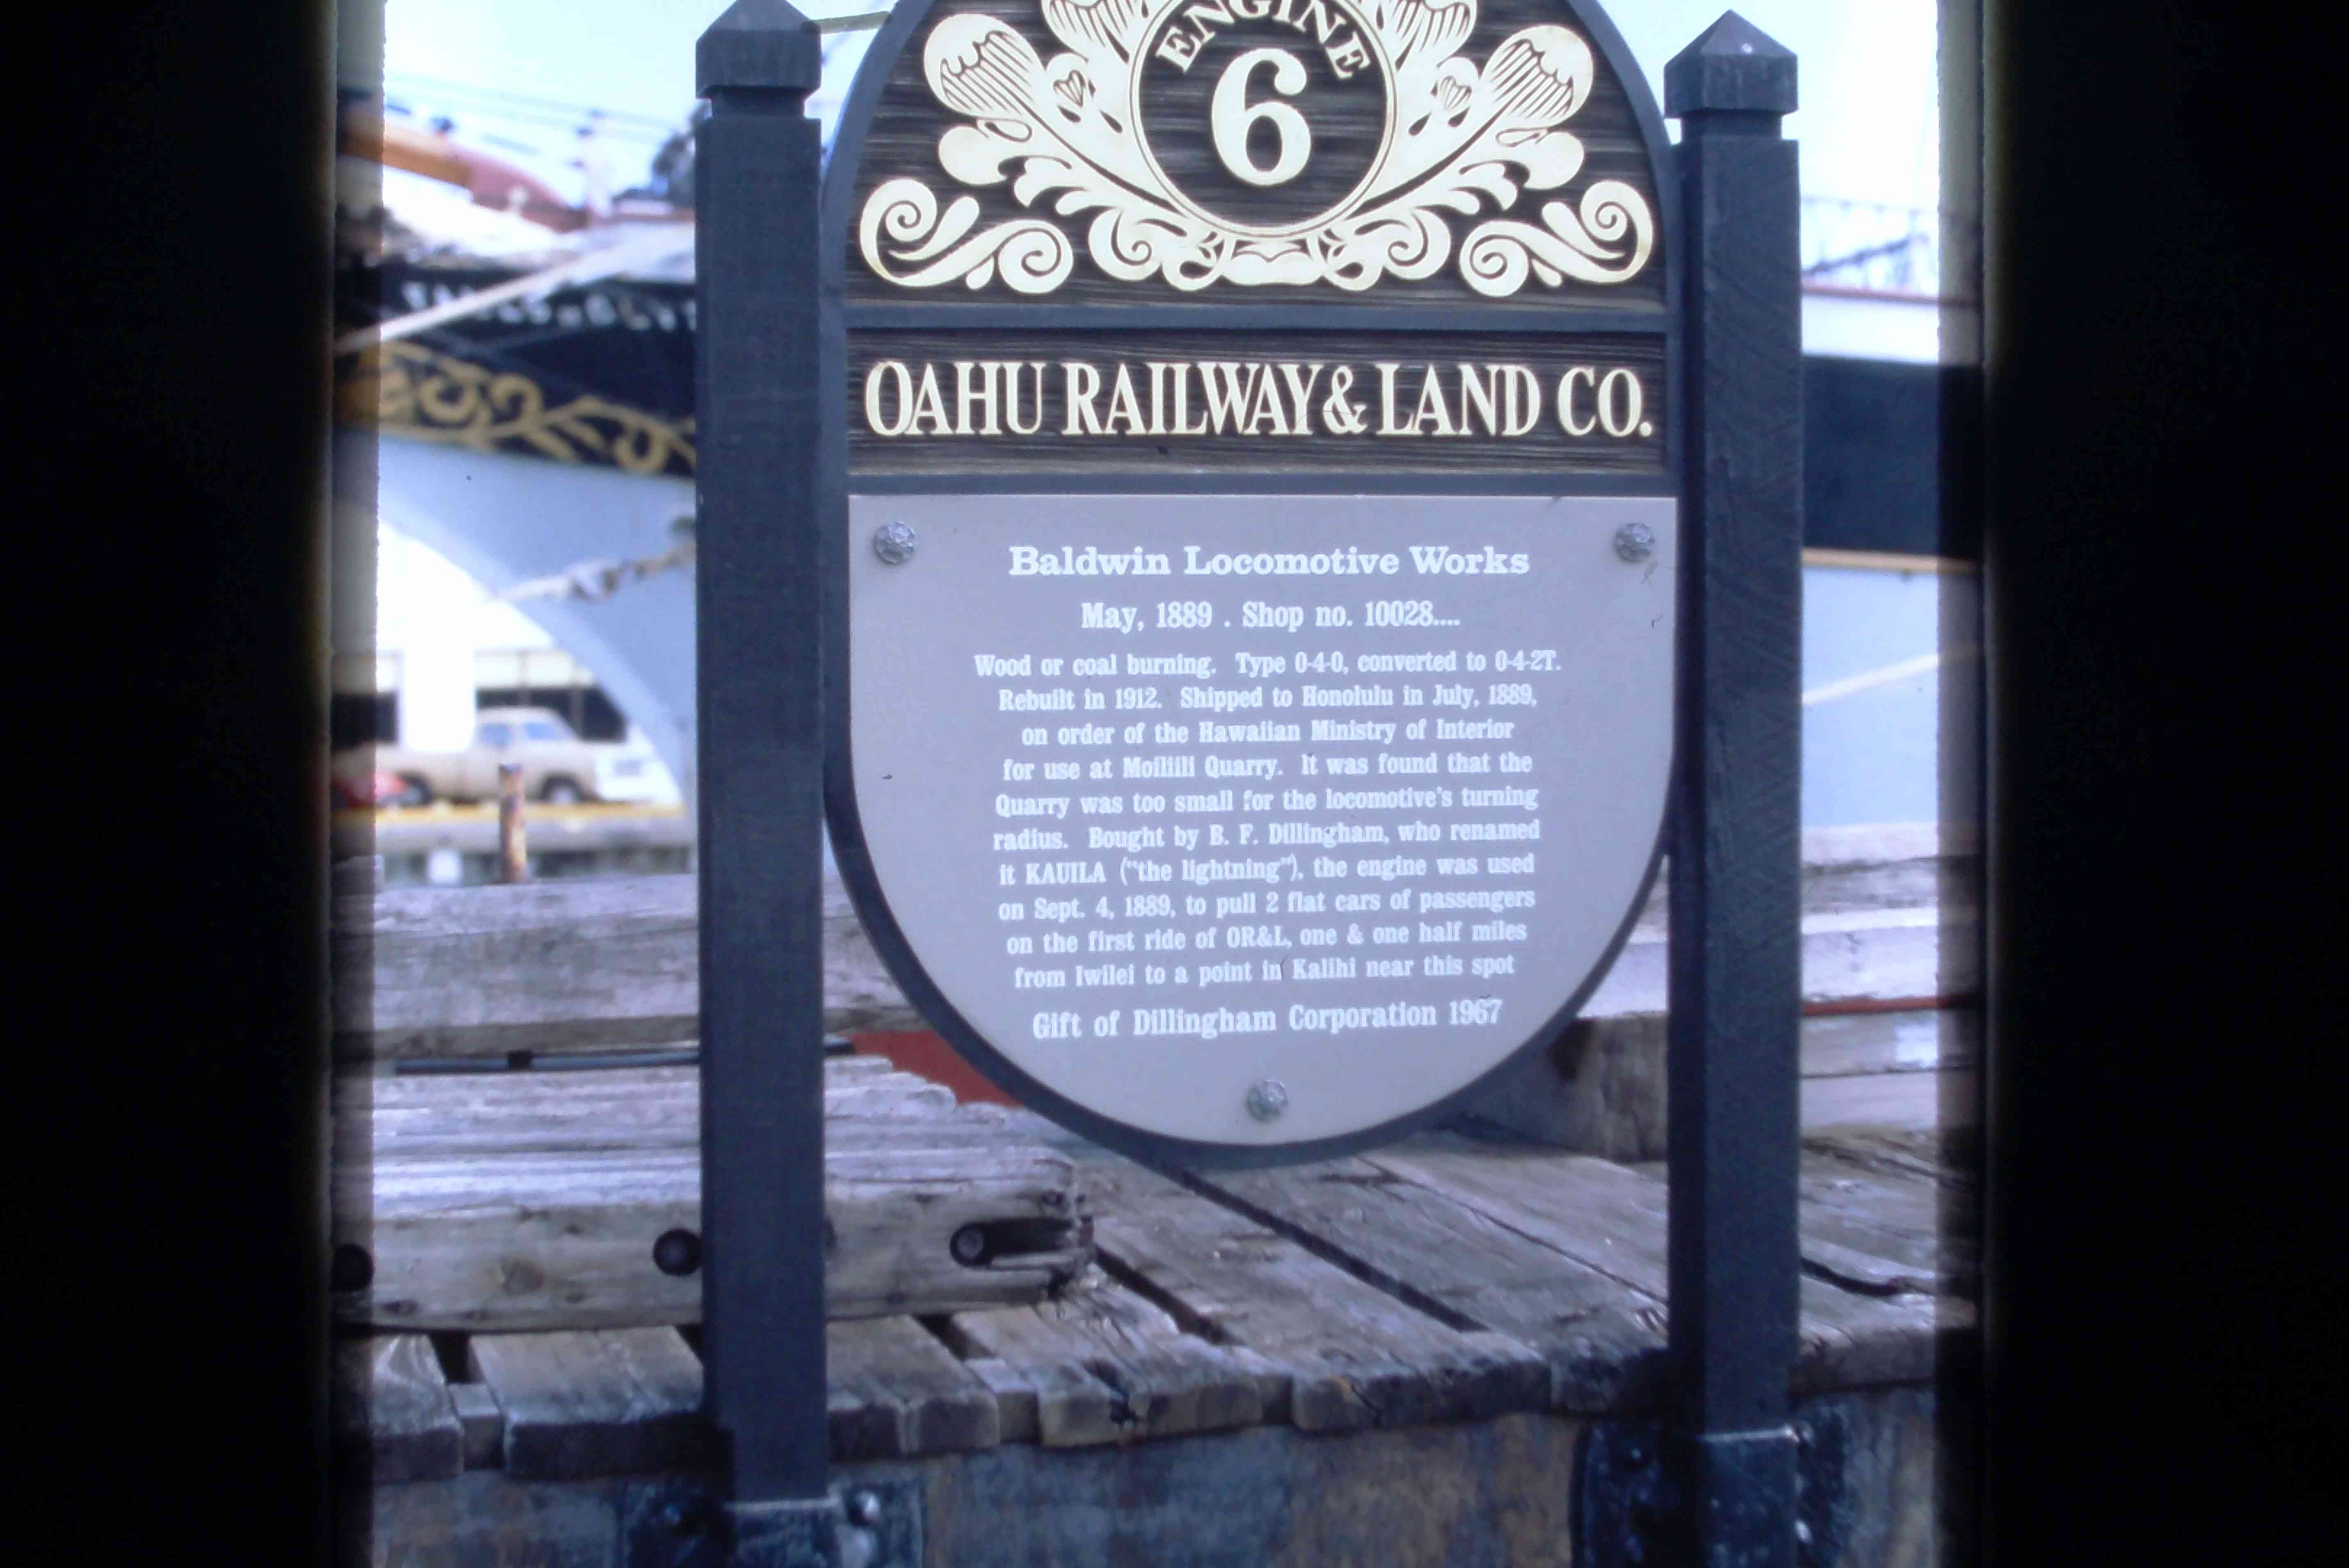 ENGINE
6
OAHU RAILWAY & LAND CO.
Baldwin Locomotive Works
May, 1889 . Shop no. 10028....
Wood or coal burning. Type 0-4-0, converted to 0-4-2T.
Rebuilt in 1912. Shipped to Honolulu in July, 1889,
on order of the Hawaiian Ministry of Interior
for use at Moiliili Quarry. It was found that the
Quarry was too small for the locomotive's turning
radius. Bought by B. F. Dillingham, who renamed
it KAUILA ("the lightning"), the engine was used
on Sept. 4, 1889, to pull 2 flat cars of passengers
on the first ride of OR&L, one & one half miles
from Iwilei to a point in Kalihi near this spot
Gift of Dillingham Corporation 1967